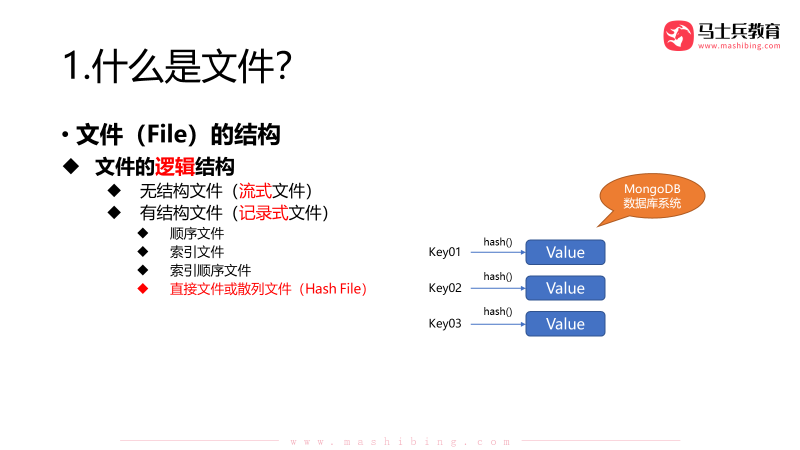 马士兵教育
www.mashibing.com
1.什么是文件？
• 文件（File）的结构
◆ 文件的逻辑结构
◆ 无结构文件（流式文件）
◆ 有结构文件（记录式文件）
◆ 顺序文件
◆ 索引文件
◆ 索引顺序文件
◆ 直接文件或散列文件（Hash File）
MongoDB
数据库系统
Key01 hash() Value
Key02 hash() Value
Key03 hash() Value
www.mashibing.com